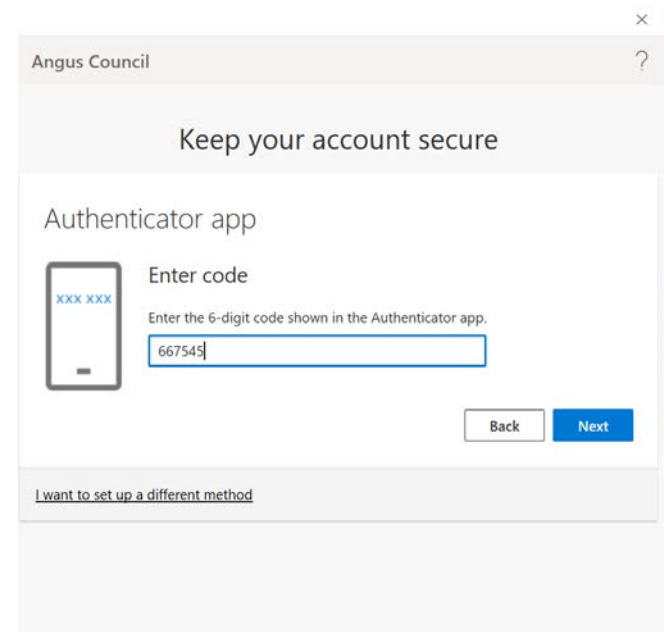 Angus Council
?
Keep your account secure
Authenticator app
xxx xxx
Enter code
Enter the 6-digit code shown in the Authenticator app.
667545
Back
Next
I want to set up a different method